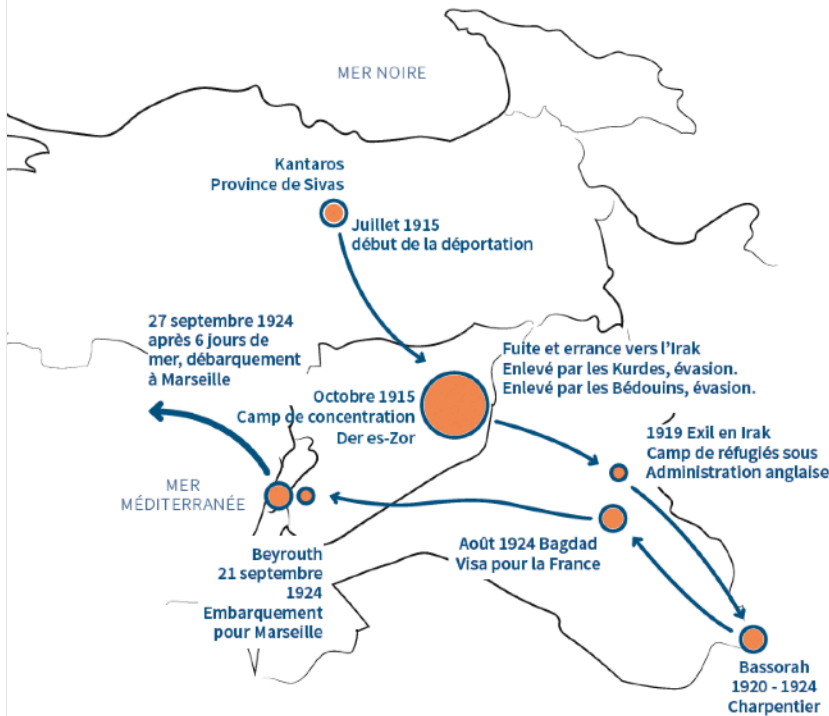 MER NOIRE
Kantaros
Province de Sivas
Juillet 1915
début de la déportation
27 septembre 1924
après 6 jours de
mer, débarquement
à Marseille
Fuite et errance vers l’Irak
Enlevé par les Kurdes, évasion.
Enlevé par les Bédouins, évasion.
Octobre 1915
Camp de concentration
Der es-Zor
1919 Exil en Irak
Camp de réfugiés sous
Administration anglaise
MER
MÉDITERRANÉE
Août 1924 Bagdad
Visa pour la France
Beyrouth
21 septembre
1924
Embarquement
pour Marseille
Bassorah
1920 - 1924
Charpentier